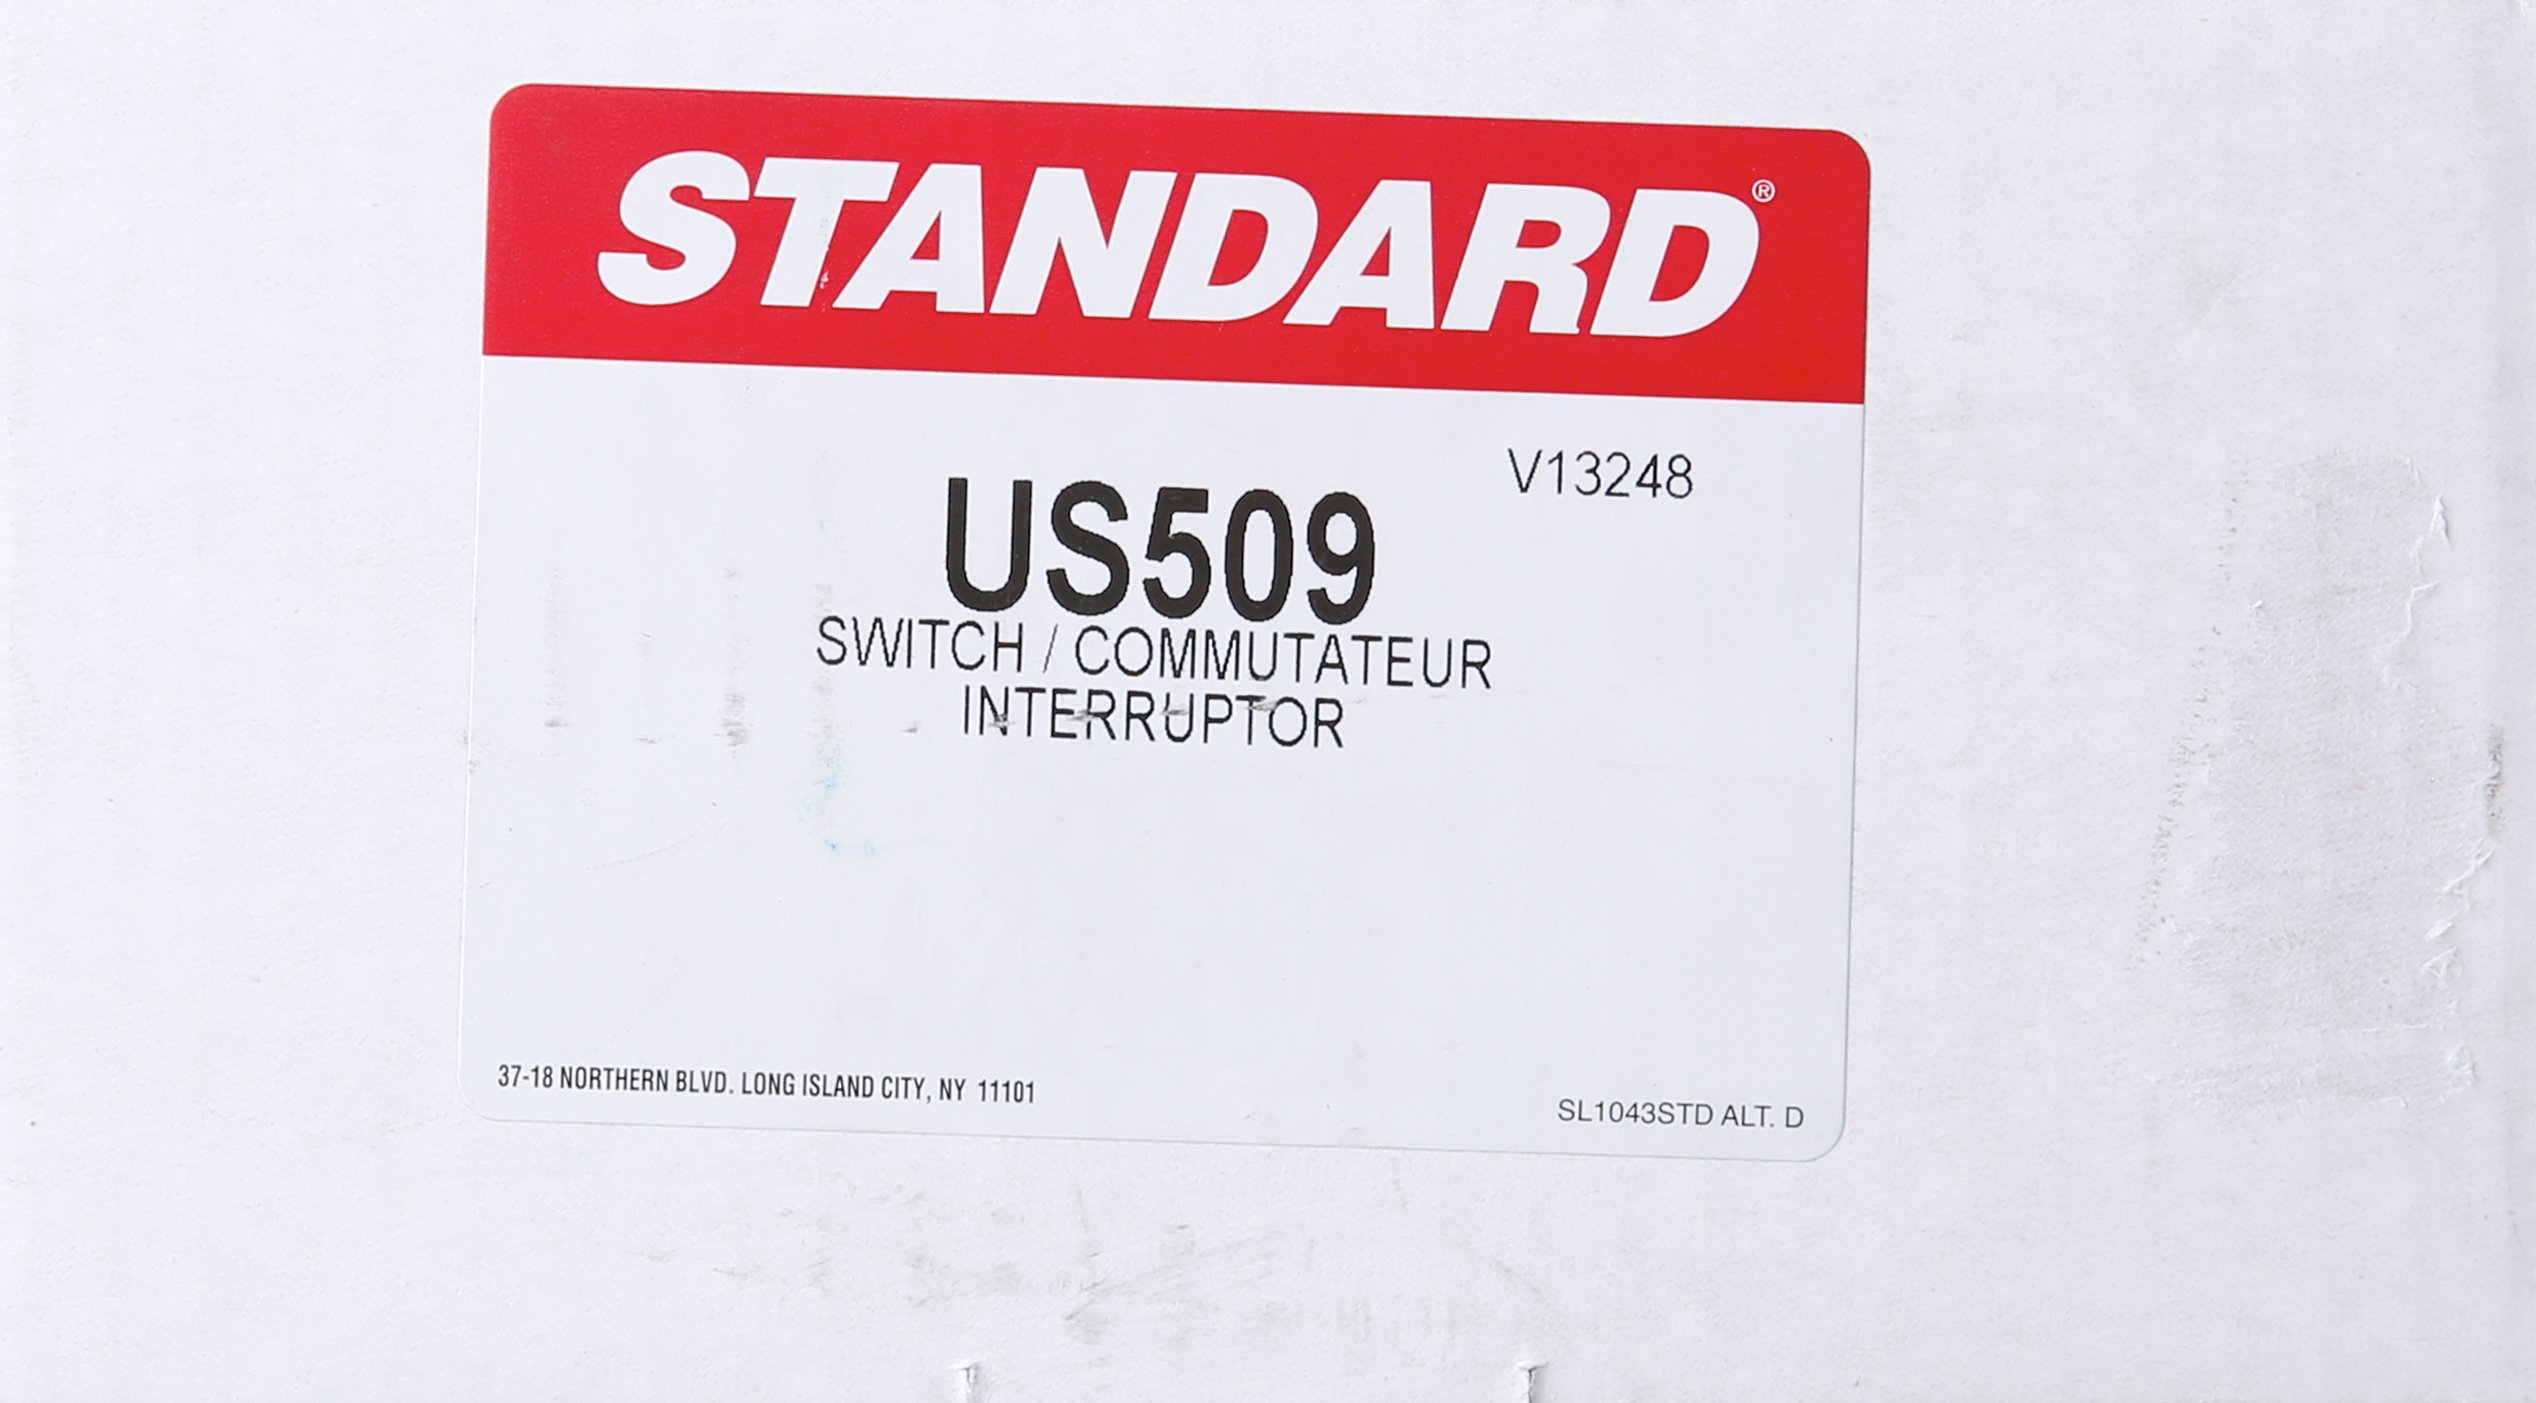 STANDARD®
V13248
US509
SWITCH / COMMUTATEUR
INTERRUPTOR
37-18 NORTHERN BLVD. LONG ISLAND CITY, NY 11101
SL1043STD ALT. D